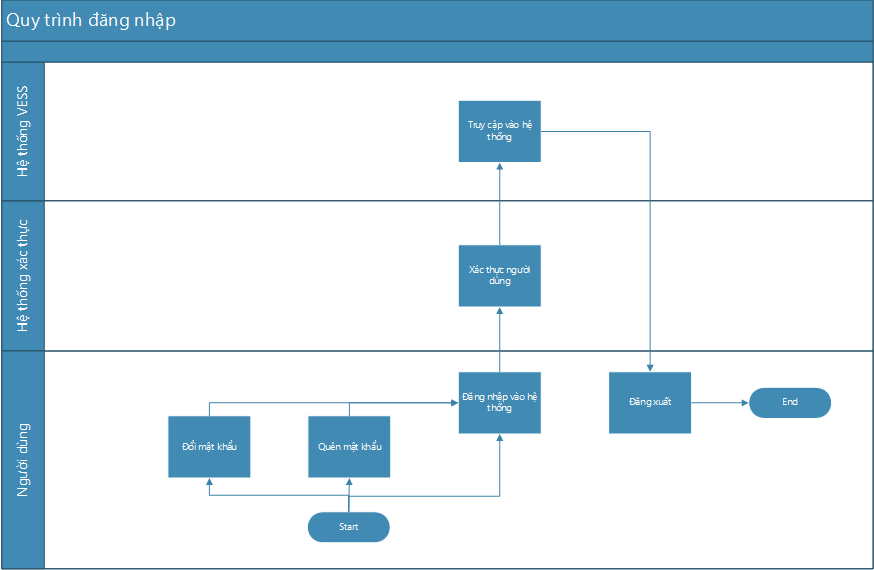 Quy trình đăng nhập
Hệ thống VESS
Truy cập vào hệ
thống
Hệ thống xác thực
Xác thực người
dùng
Người dùng
Đổi mật khẩu
Quên mật khẩu
Đăng nhập vào hệ
thống
Đăng xuất
End
Start